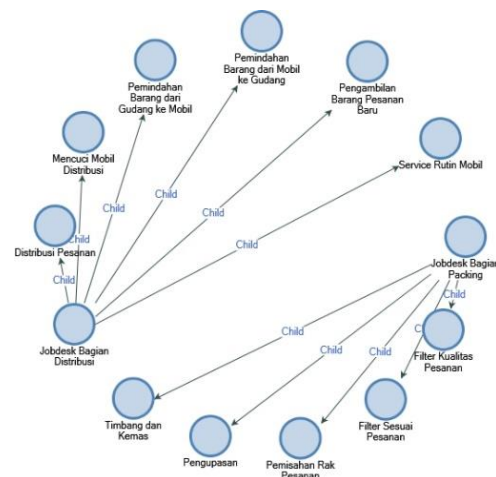 Pemindahan
Barang dari Mobil
ke Gudang
Pemindahan
Barang dari
Gudang ke Mobil
Pengambilan
Barang Pesanan
Baru
Mencuci Mobil
Distribusi
Service Rutin Mobil
Child
Child
Child
Child
Distribusi Pesanan
Child
Child
Child
Jobdesk Bagian
Packing
Child
Jobdesk Bagian
Distribusi
Child
Child
Child
C
Filter Kualitas
Pesanan
Timbang dan
Kemas
Filter Sesuai
Pesanan
Pengupasan
Pemisahan Rak
Pesanan